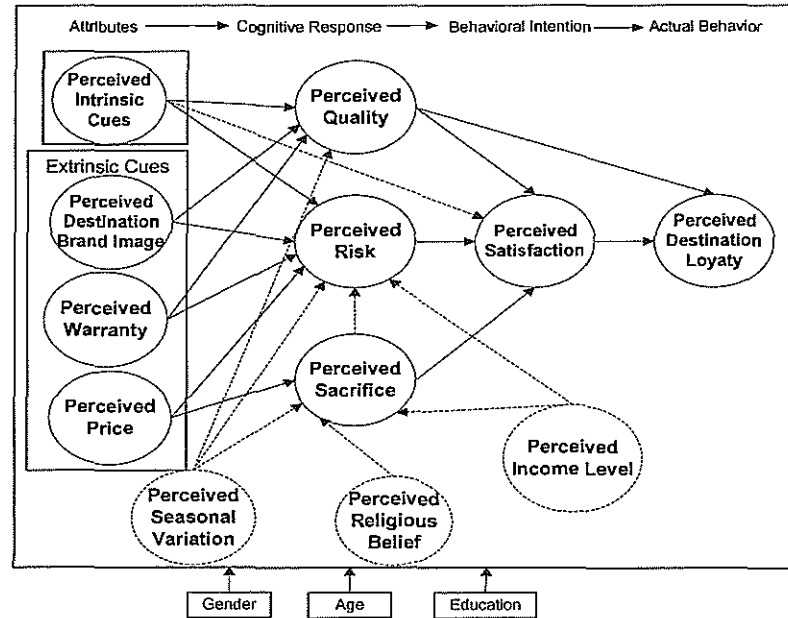 Attributes
Cognitive Response
Behavioral Intention
Actual Behavior
Perceived
Intrinsic
Cues
Perceived
Quality
Extrinsic Cues
Perceived
Destination
Brand Image
Perceived
Risk
Perceived
Satisfaction
Perceived
Destination
Loyaty
Perceived
Warranty
Perceived
Sacrifice
Perceived
Price
Perceived
Income Level
Perceived
Seasonal
Variation
Perceived
Religious
Belief
Gender
Age
Education